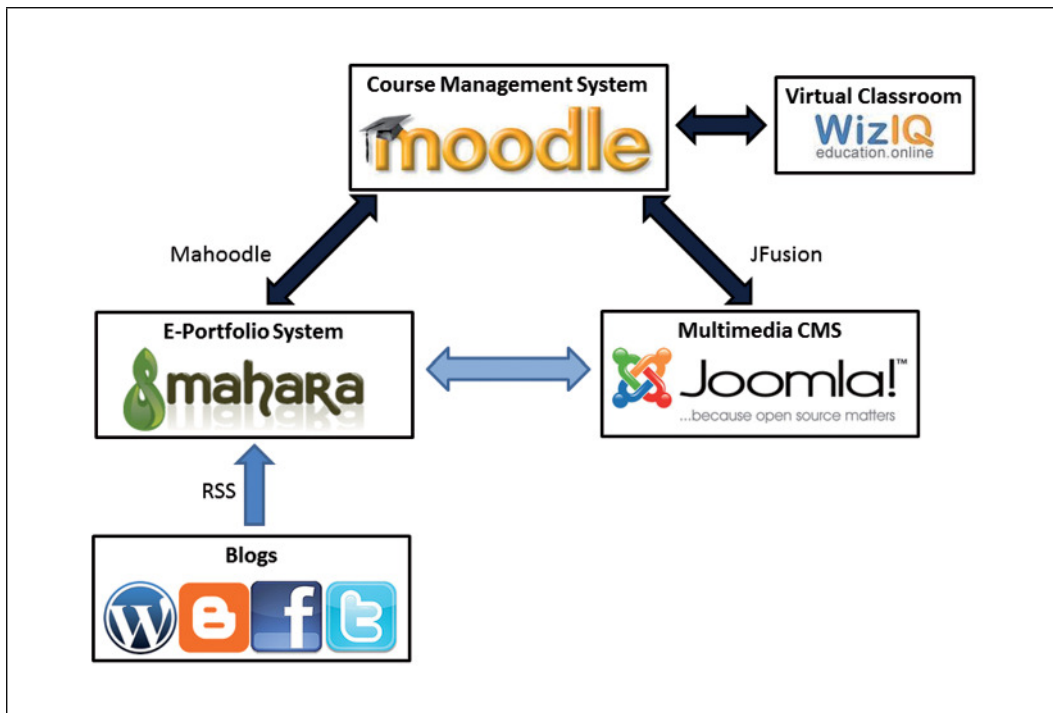 Course Management System
moodle
Virtual Classroom
WizIQ
education.online
Mahoodle
JFusion
E-Portfolio System
mahara
Multimedia CMS
Joomla!™
...because open source matters
RSS
Blogs
W B f t